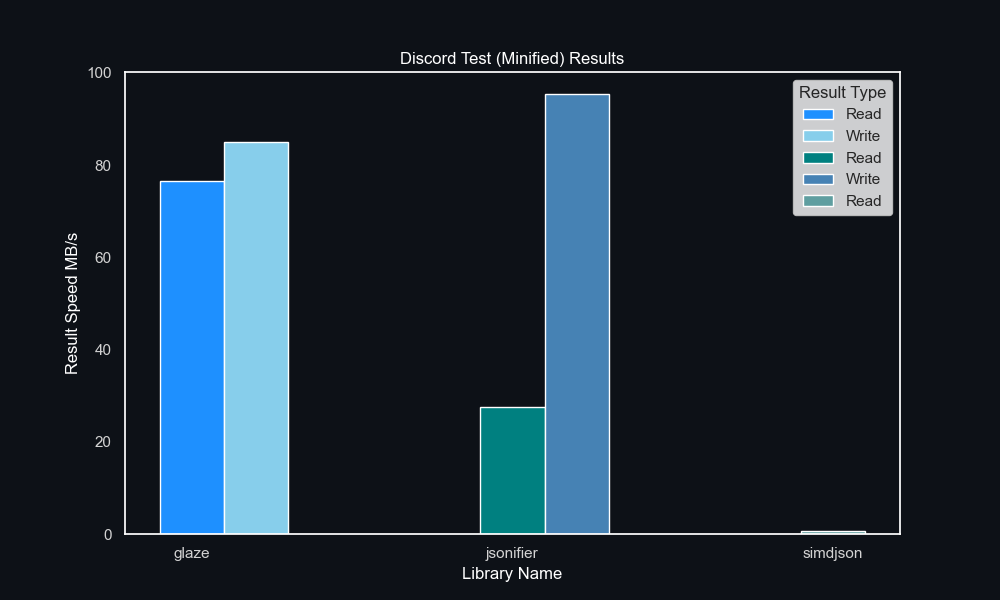 Discord Test (Minified) Results
100
80
60
40
20
0
Result Speed MB/s
Result Type
Read
Write
Read
Write
Read
glaze
jsonifier
simdjson
Library Name